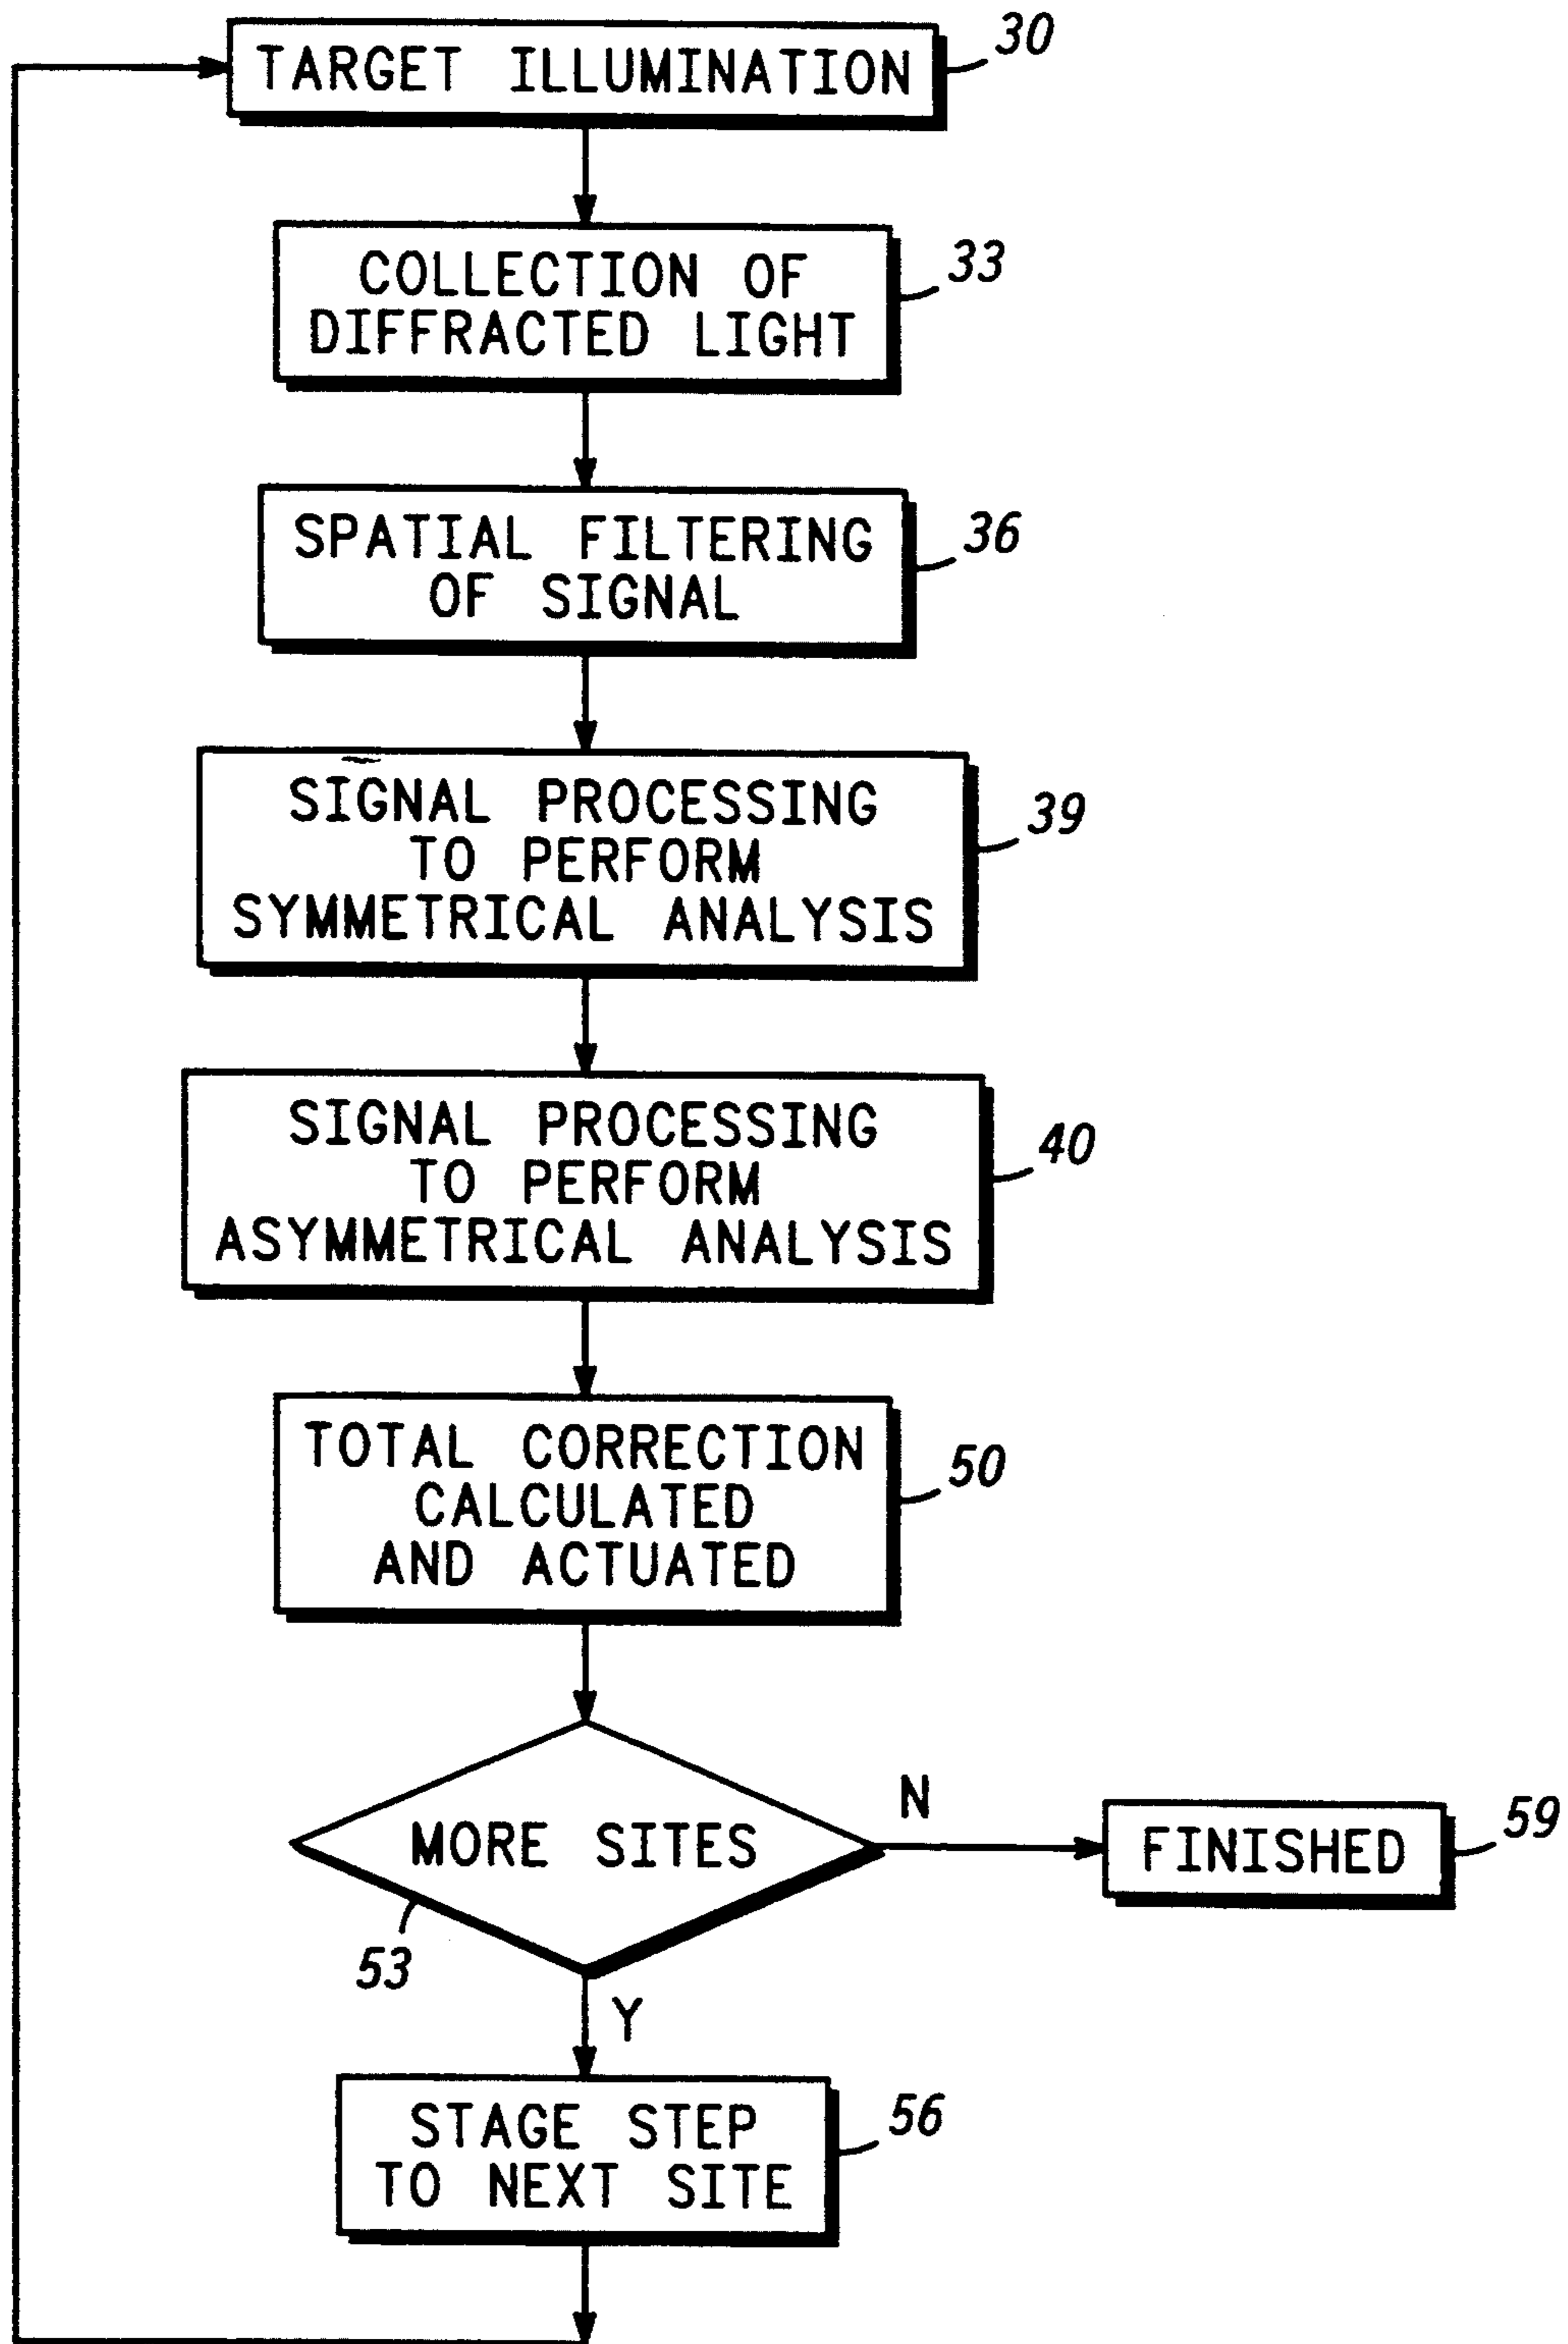 TARGET ILLUMINATION
30
COLLECTION OF
DIFFRACTED LIGHT
33
SPATIAL FILTERING
OF SIGNAL
36
SIGNAL PROCESSING
TO PERFORM
SYMMETRICAL ANALYSIS
39
SIGNAL PROCESSING
TO PERFORM
ASYMMETRICAL ANALYSIS
40
TOTAL CORRECTION
CALCULATED
AND ACTUATED
50
MORE SITES
53
N
FINISHED
59
Y
STAGE STEP
TO NEXT SITE
56